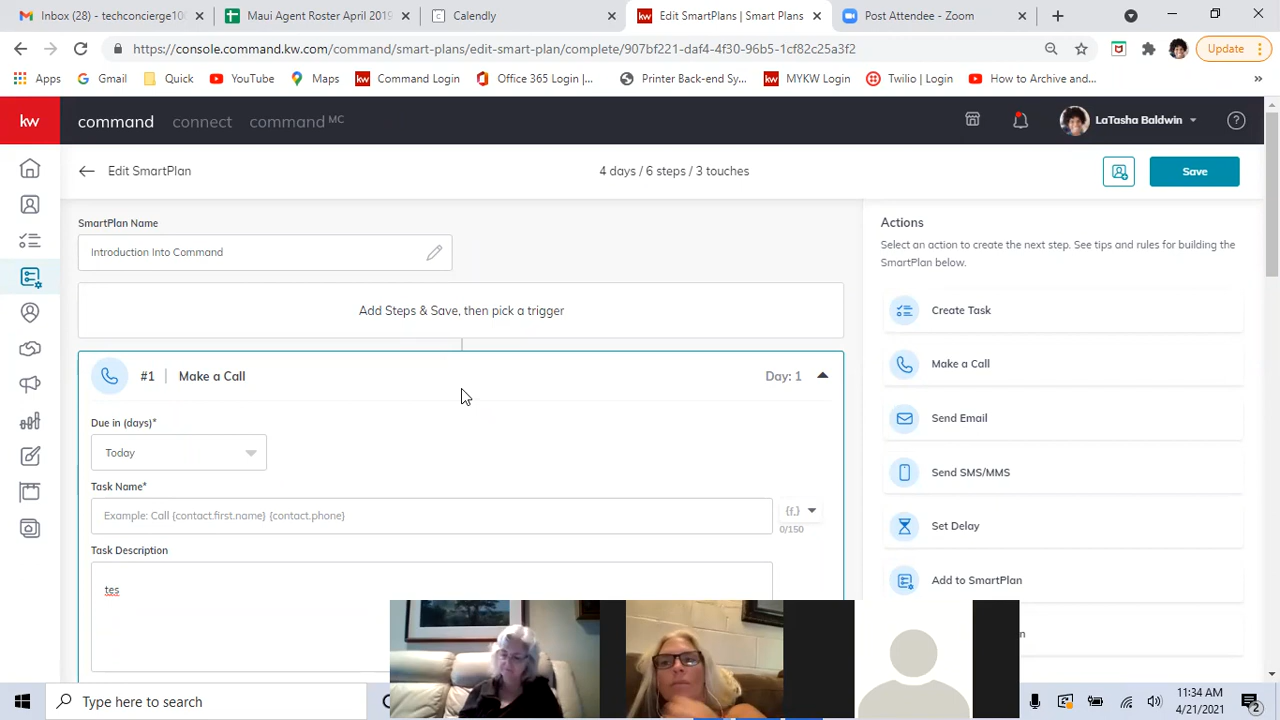 Inbox (28) - techconcierge100
Maui Agent Roster April 2019
Calendly
Edit SmartPlans | Smart Plans
Post Attendee - Zoom
https://console.command.kw.com/command/smart-plans/edit-smart-plan/complete/907bf221-daf4-4f30-96b5-1cf82c25a3f2
Update
Apps
Gmail
Quick
YouTube
Maps
Command Login
Office 365 Login |...
Printer Back-end Sy...
MYKW Login
Twilio | Login
How to Archive and...
kw
command
connect
command MC
LaTasha Baldwin
Edit SmartPlan
4 days / 6 steps / 3 touches
Save
SmartPlan Name
Introduction Into Command
Add Steps & Save, then pick a trigger
#1
Make a Call
Day: 1
Due in (days)*
Today
Task Name*
Example: Call {contact.first.name} {contact.phone}
0/150
Task Description
tes
Actions
Select an action to create the next step. See tips and rules for building the
SmartPlan below.
Create Task
Make a Call
Send Email
Send SMS/MMS
Set Delay
Add to SmartPlan
Type here to search
11:34 AM
4/21/2021
2